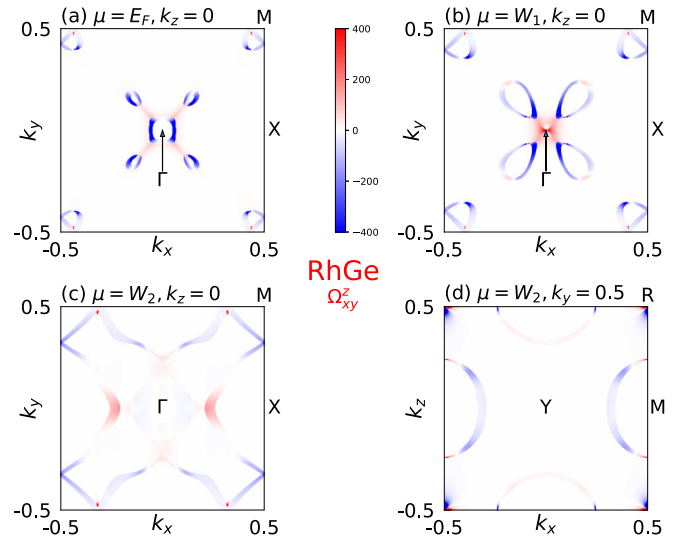 (a) μ = E_F, k_z = 0 M
0.5
k_y
X
Γ
-0.5
-0.5 k_x 0.5
400
200
0
−200
−400
(b) μ = W_1, k_z = 0 M
0.5
k_y
X
Γ
-0.5
-0.5 k_x 0.5
RhGe
Ω^z_{xy}
(c) μ = W_2, k_z = 0 M
0.5
k_y
Γ
X
-0.5
-0.5 k_x 0.5
(d) μ = W_2, k_y = 0.5 R
0.5
k_z
Y
M
-0.5
-0.5 k_x 0.5